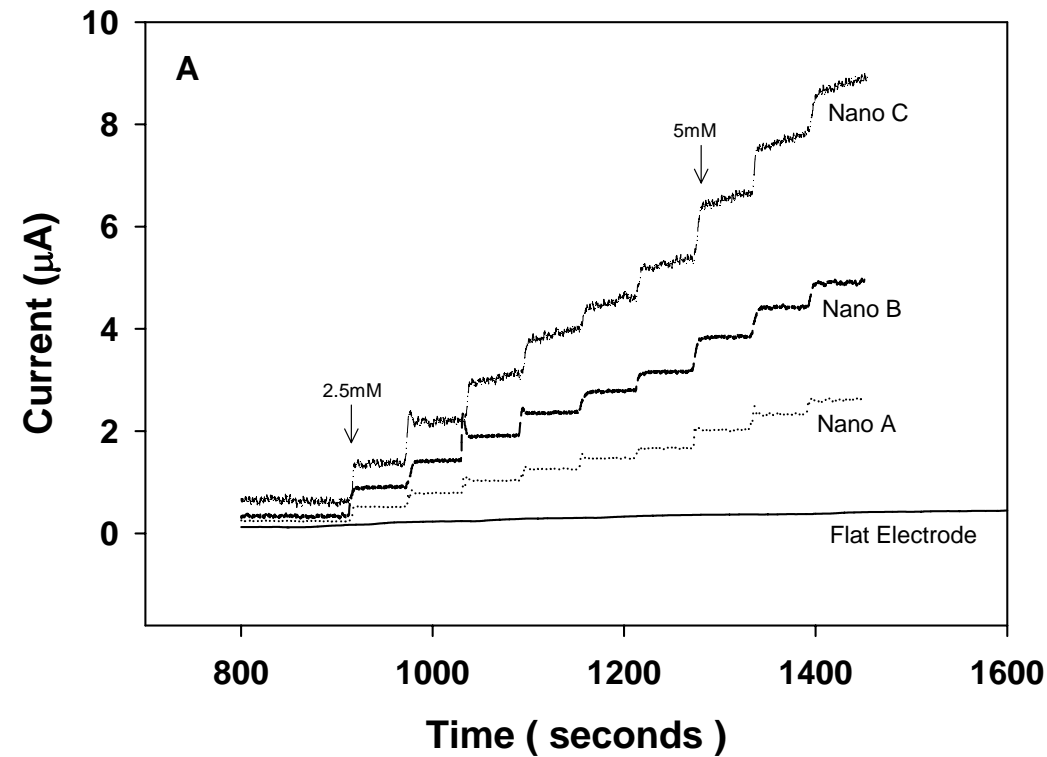 10
A
8
Nano C
5mM
6
Current (μA)
4
Nano B
2.5mM
2
Nano A
0
Flat Electrode
800 1000 1200 1400 1600
Time ( seconds )